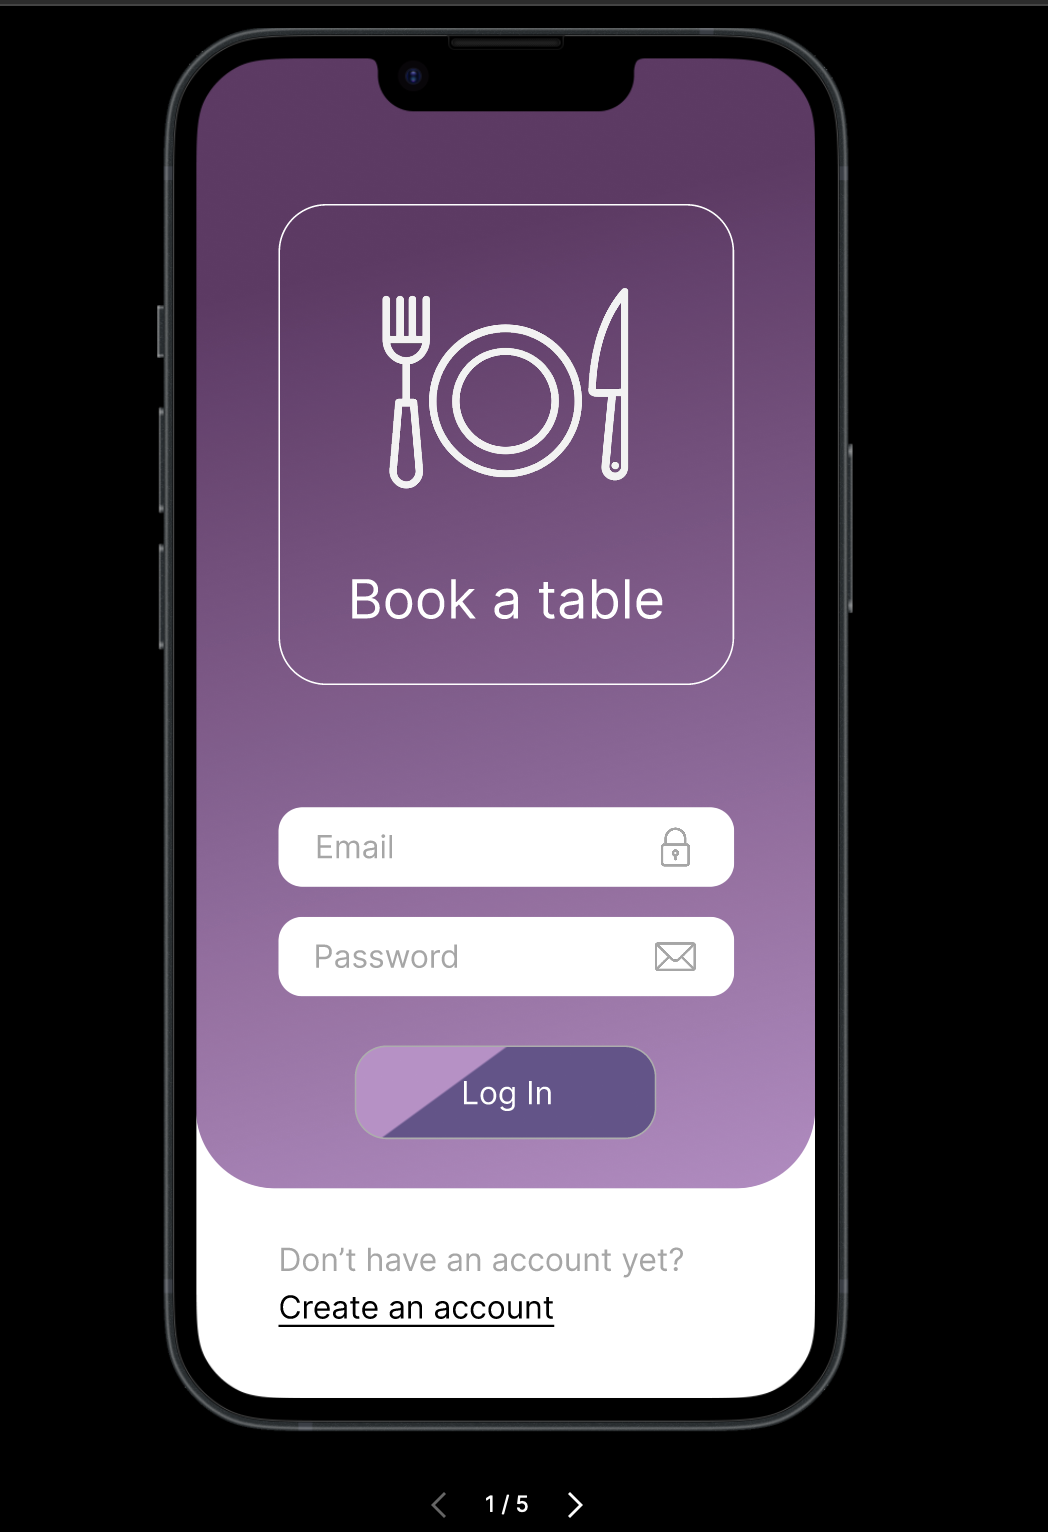 Book a table
Email
Password
Log In
Don’t have an account yet?
Create an account
1 / 5